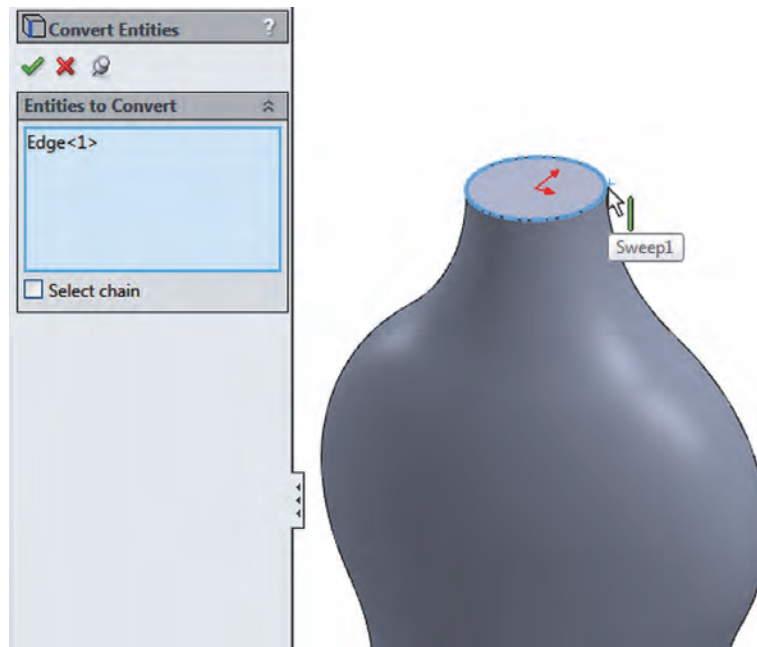 Convert Entities ?
Entities to Convert
Edge<1>
Select chain
Sweep1